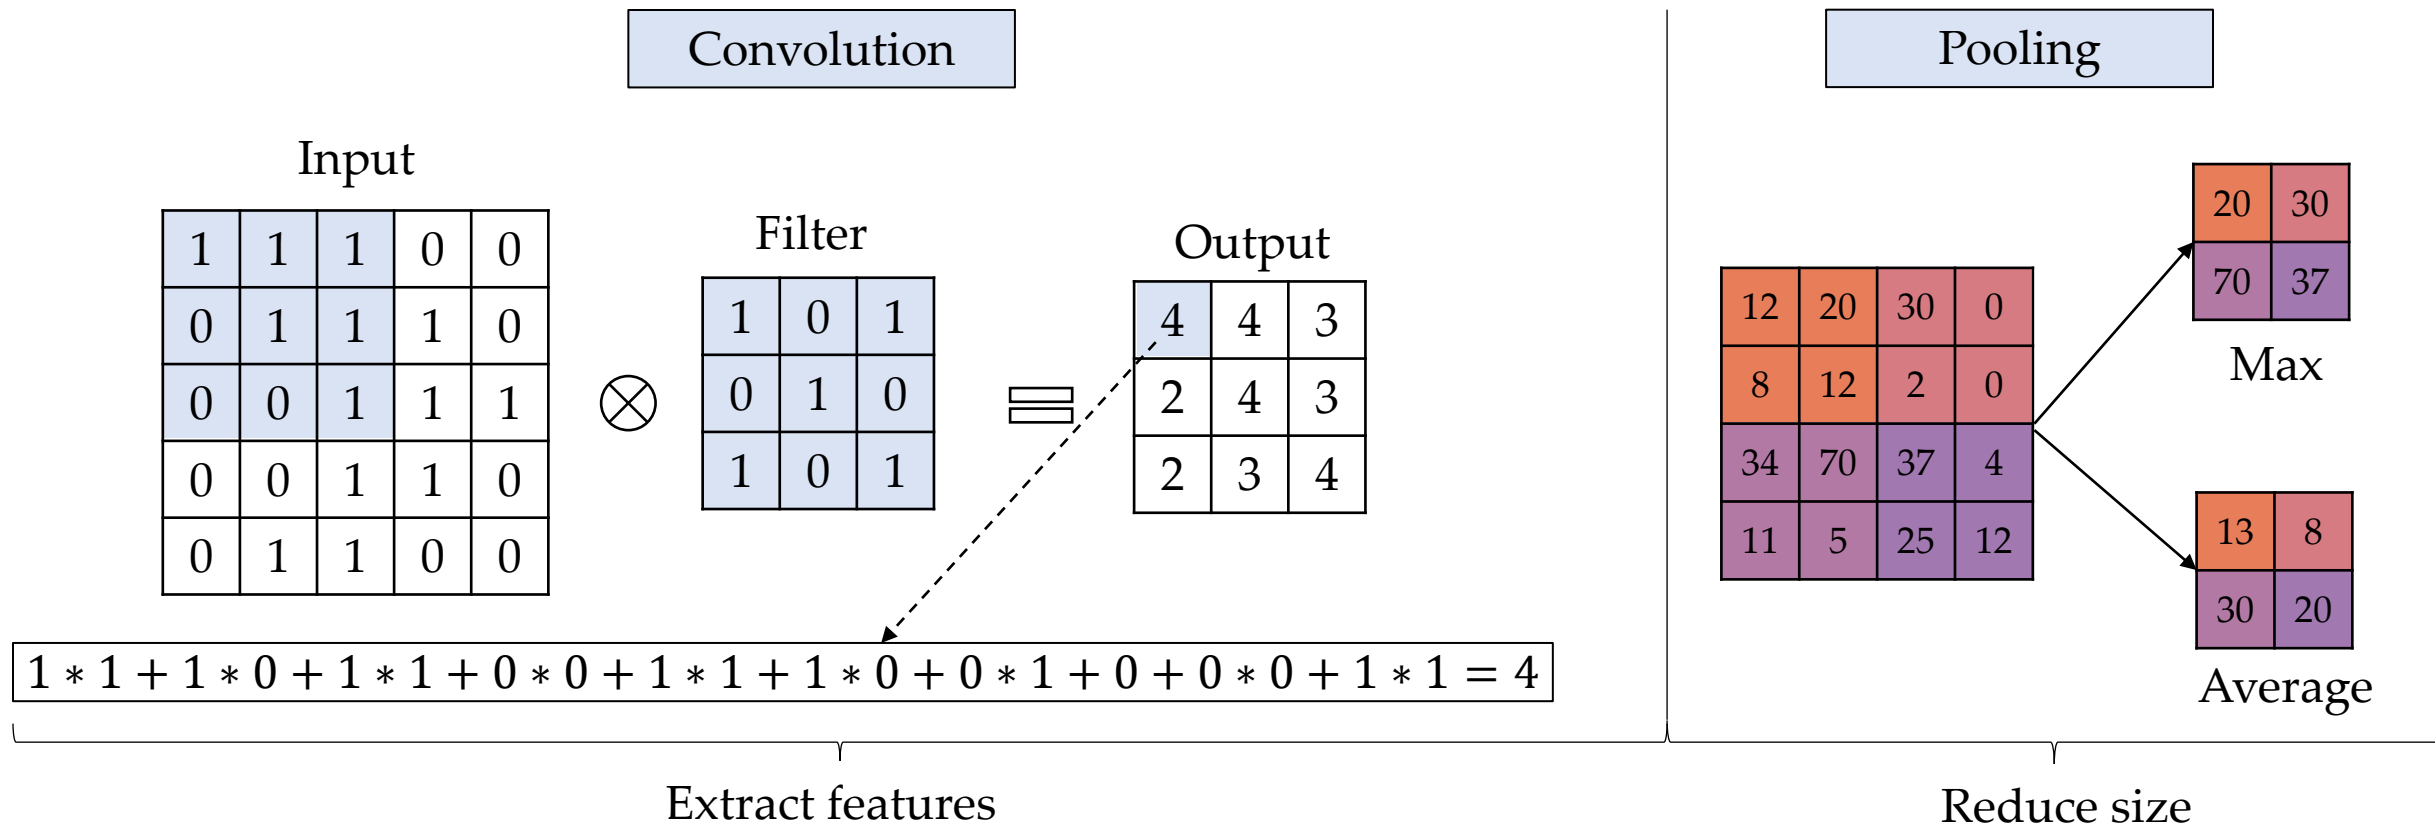 Convolution
Input
1 1 1 0 0
0 1 1 1 0
0 0 1 1 1
0 0 1 1 0
0 1 1 0 0
Filter
1 0 1
0 1 0
1 0 1
Output
4 4 3
2 4 3
2 3 4
1 ∗ 1 + 1 ∗ 0 + 1 ∗ 1 + 0 ∗ 0 + 1 ∗ 1 + 1 ∗ 0 + 0 ∗ 1 + 0 + 0 ∗ 0 + 1 ∗ 1 = 4
Extract features
Pooling
12 20 30 0
8 12 2 0
34 70 37 4
11 5 25 12
20 30
70 37
Max
13 8
30 20
Average
Reduce size